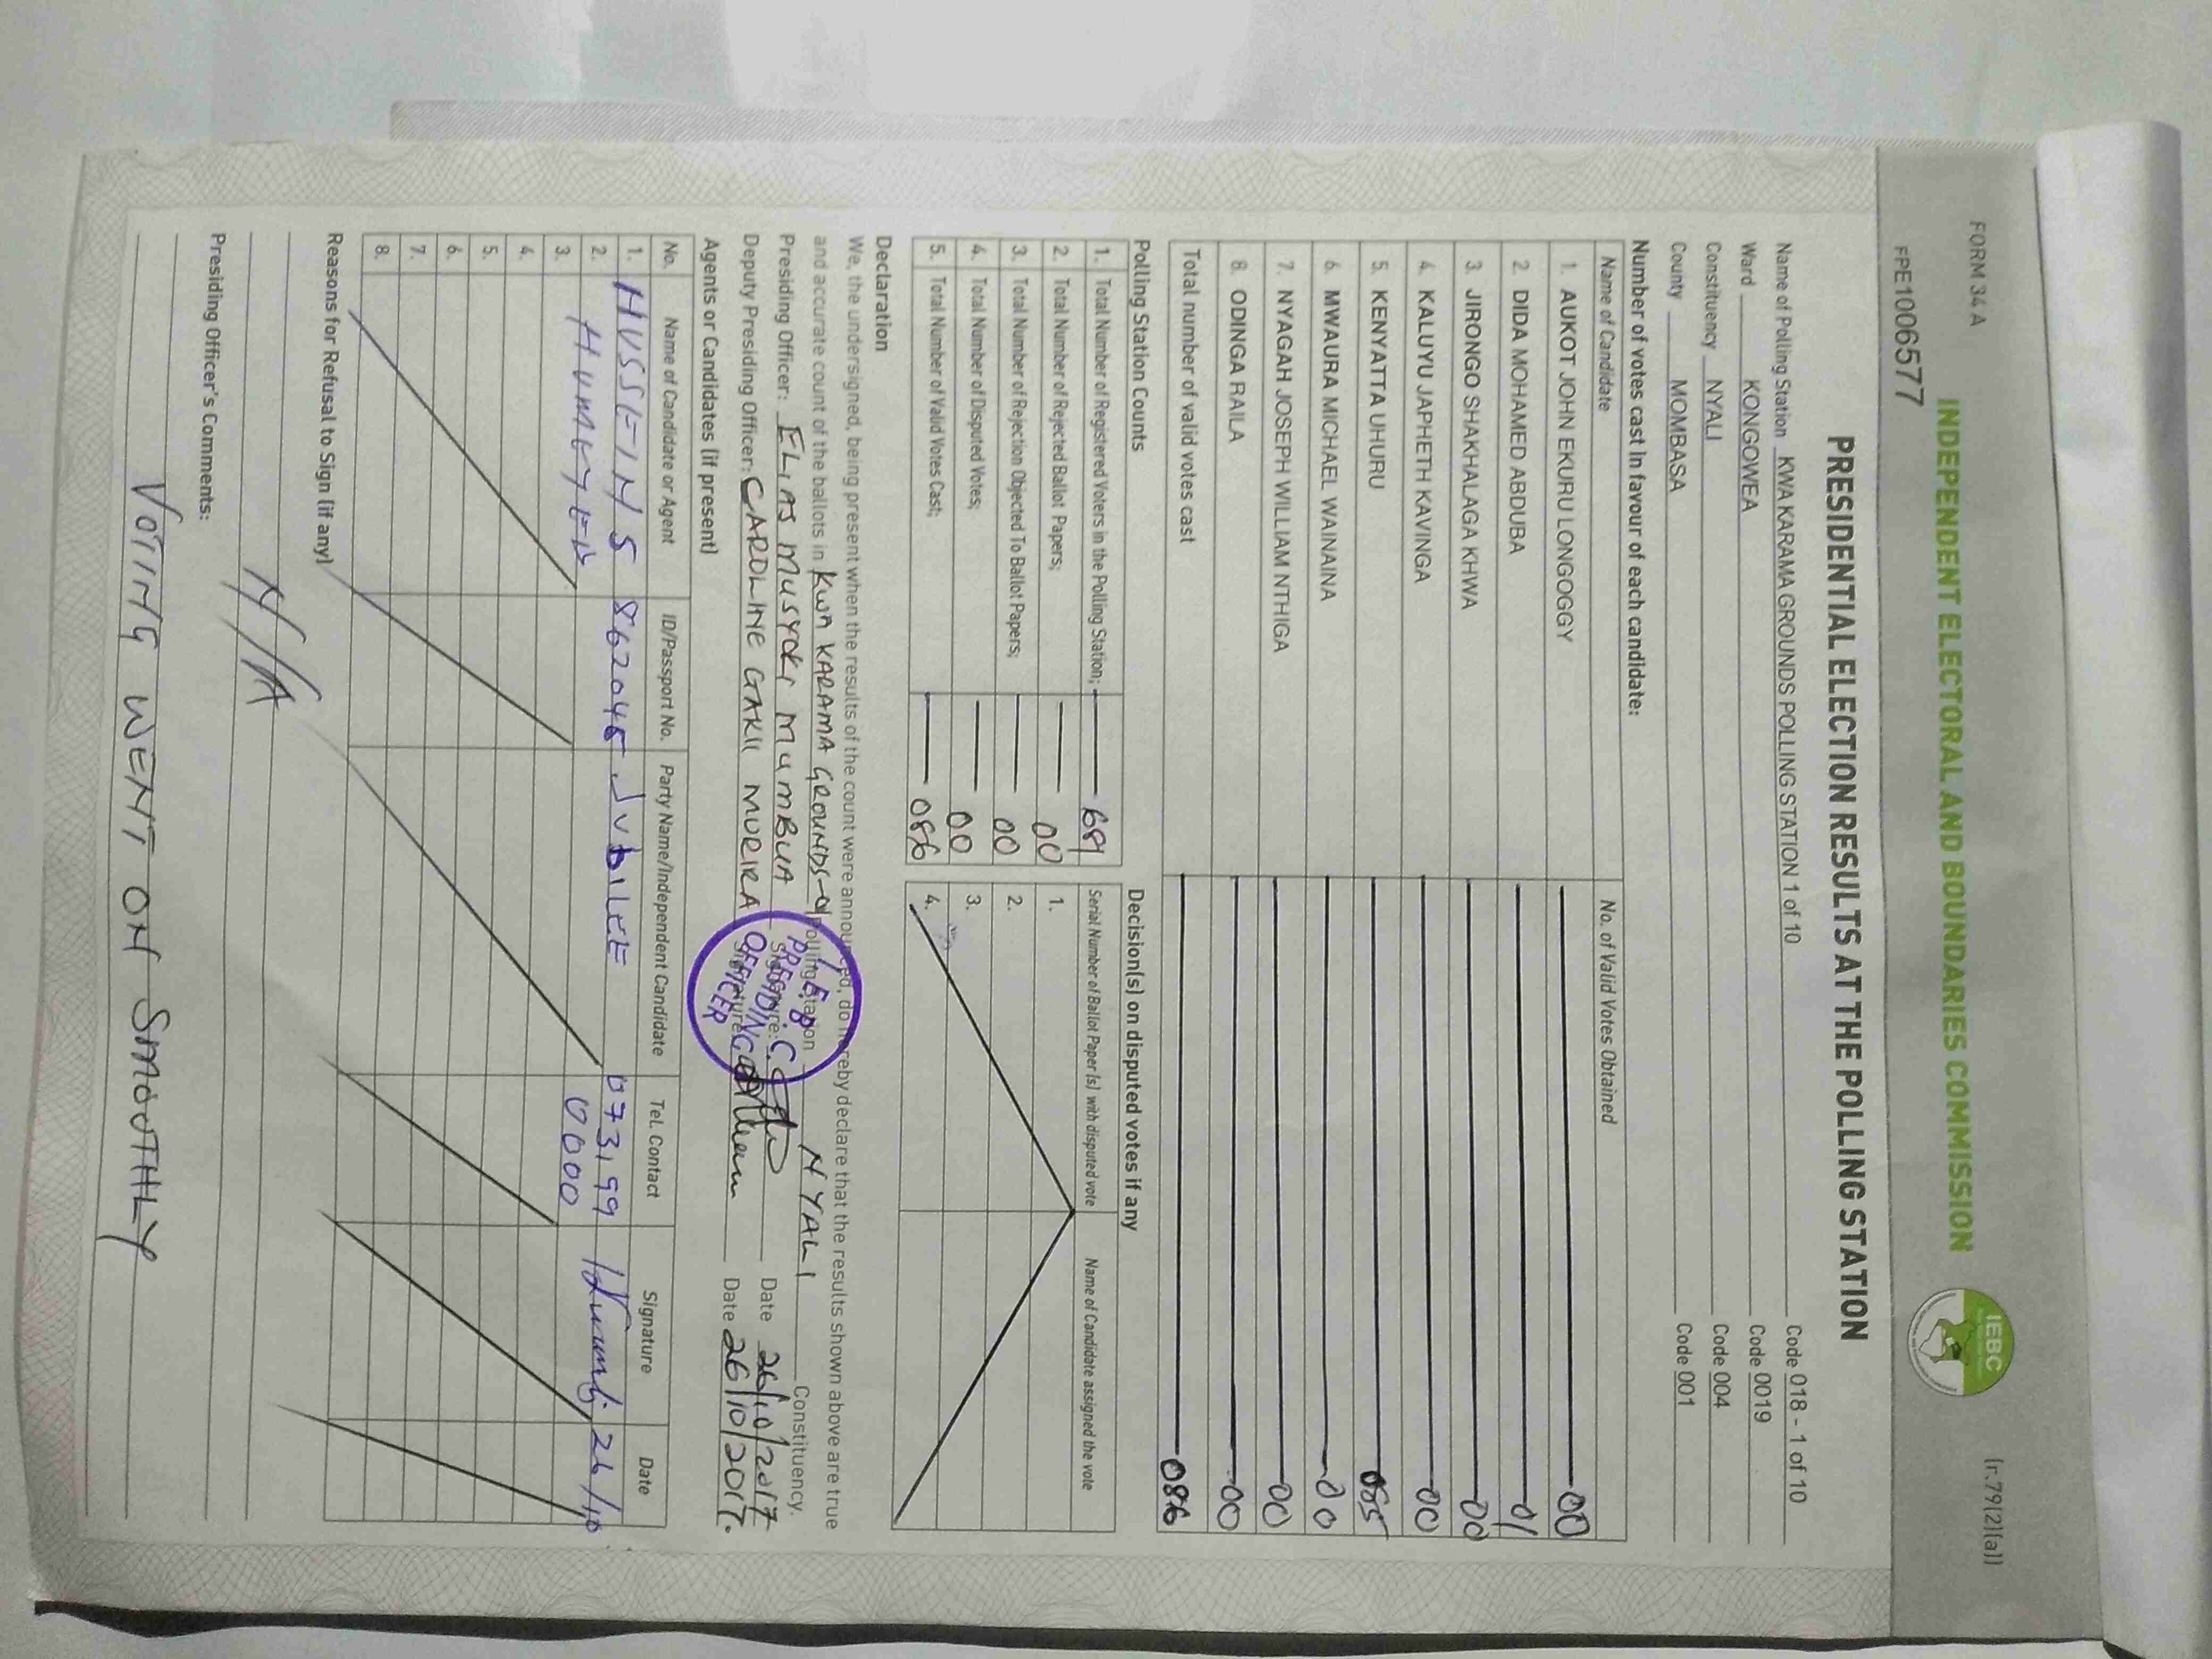 FORM 34 A
(r.79(2)(a))
INDEPENDENT ELECTORAL AND BOUNDARIES COMMISSION
IEBC
FPE1006577
PRESIDENTIAL ELECTION RESULTS AT THE POLLING STATION
Name of Polling Station KWA KARAMA GROUNDS POLLING STATION 1 of 10 Code 018 - 1 of 10
Ward KONGOWEA Code 0019
Constituency NYALI Code 004
County MOMBASA Code 001
Number of votes cast in favour of each candidate:
Name of Candidate No. of Valid Votes Obtained
1. AUKOT JOHN EKURU LONGOGGY 00
2. DIDA MOHAMED ABDUBA 01
3. JIRONGO SHAKHALAGA KHWA 00
4. KALUYU JAPHETH KAVINGA 00
5. KENYATTA UHURU 085
6. MWAURA MICHAEL WAINAINA 00
7. NYAGAH JOSEPH WILLIAM NTHIGA 00
8. ODINGA RAILA 00
Total number of valid votes cast 086
Polling Station Counts
1. Total Number of Registered Voters in the Polling Station; 691
2. Total Number of Rejected Ballot Papers; 00
3. Total Number of Rejection Objected To Ballot Papers; 00
4. Total Number of Disputed Votes; 00
5. Total Number of Valid Votes Cast; 086
Decision(s) on disputed votes if any
Serial Number of Ballot Paper (s) with disputed vote Name of Candidate assigned the vote
1.
2.
3.
4.
Declaration
We, the undersigned, being present when the results of the count were announced, do hereby declare that the results shown above are true
and accurate count of the ballots in KWA KARAMA GROUNDS-01 Polling Station NYALI Constituency.
Presiding Officer: ELIAS MUSYOKI MUMBUA Signature: Date 26/10/2017
Deputy Presiding Officer: CAROLINE GAKII MURIRA Signature: Date 26/10/2017.
I.E.B.C.
PRESIDING
OFFICER
Agents or Candidates (if present)
No. Name of Candidate or Agent ID/Passport No. Party Name/Independent Candidate Tel. Contact Signature Date
1. HUSSEIN S JUBILEE 073199 26/10
2. 0000
3.
4.
5.
6.
7.
8.
Reasons for Refusal to Sign (if any)
N/A
Presiding Officer's Comments:
VOTING WENT ON SMOOTHLY